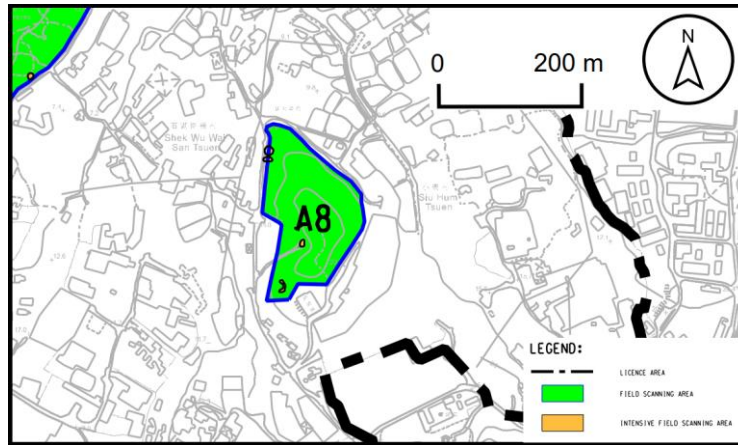 N
0 200 m
Shek Wu Wai
San Tsuen
Siu Hum
Tsuen
A8
LEGEND:
LICENCE AREA
FIELD SCANNING AREA
INTENSIVE FIELD SCANNING AREA